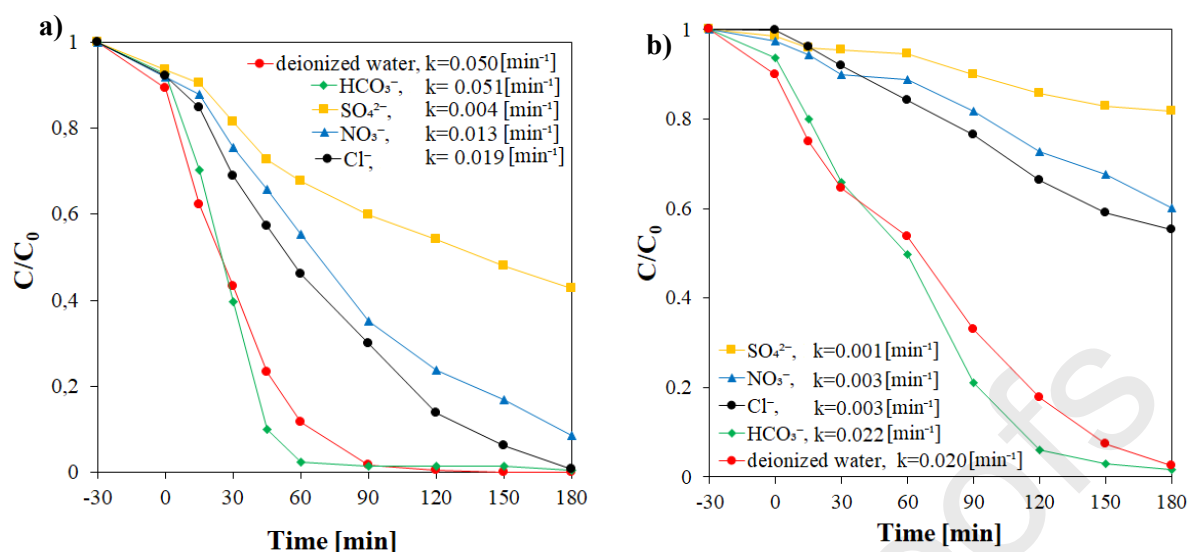 a)
1
0,8
0,6
0,4
0,2
0
C/C₀
-30 0 30 60 90 120 150 180
Time [min]
deionized water, k=0.050 [min⁻¹]
HCO₃⁻, k= 0.051[min⁻¹]
SO₄²⁻, k=0.004 [min⁻¹]
NO₃⁻, k=0.013 [min⁻¹]
Cl⁻, k= 0.019 [min⁻¹]
b)
1
0.8
0.6
0.4
0.2
0
C/C₀
-30 0 30 60 90 120 150 180
Time [min]
SO₄²⁻, k=0.001 [min⁻¹]
NO₃⁻, k=0.003 [min⁻¹]
Cl⁻, k=0.003 [min⁻¹]
HCO₃⁻, k=0.022 [min⁻¹]
deionized water, k=0.020 [min⁻¹]